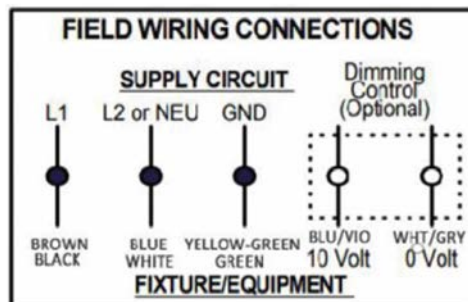 FIELD WIRING CONNECTIONS
SUPPLY CIRCUIT
Dimming
Control
(Optional)
L1 L2 or NEU GND
BROWN
BLACK
BLUE
WHITE
YELLOW-GREEN
GREEN
BLU/VIO
10 Volt
WHT/GRY
0 Volt
FIXTURE/EQUIPMENT